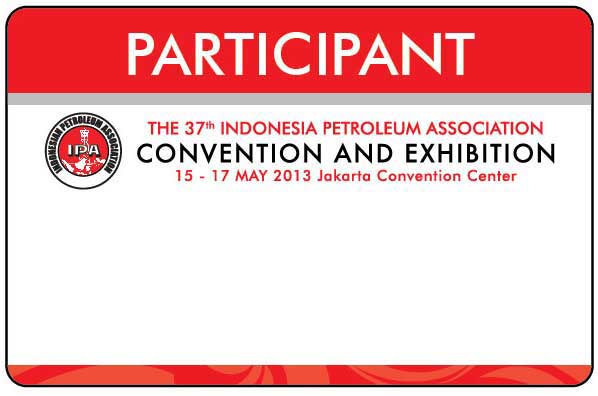 PARTICIPANT
INDONESIAN PETROLEUM ASSOCIATION
IPA
THE 37th INDONESIA PETROLEUM ASSOCIATION
CONVENTION AND EXHIBITION
15 - 17 MAY 2013 Jakarta Convention Center